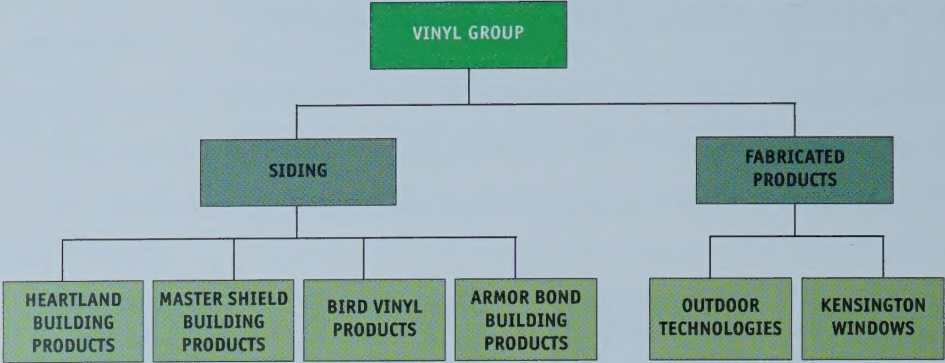 VINYL GROUP
SIDING
FABRICATED
PRODUCTS
HEARTLAND
BUILDING
PRODUCTS
MASTER SHIELD
BUILDING
PRODUCTS
BIRD VINYL
PRODUCTS
ARMOR BOND
BUILDING
PRODUCTS
OUTDOOR
TECHNOLOGIES
KENSINGTON
WINDOWS